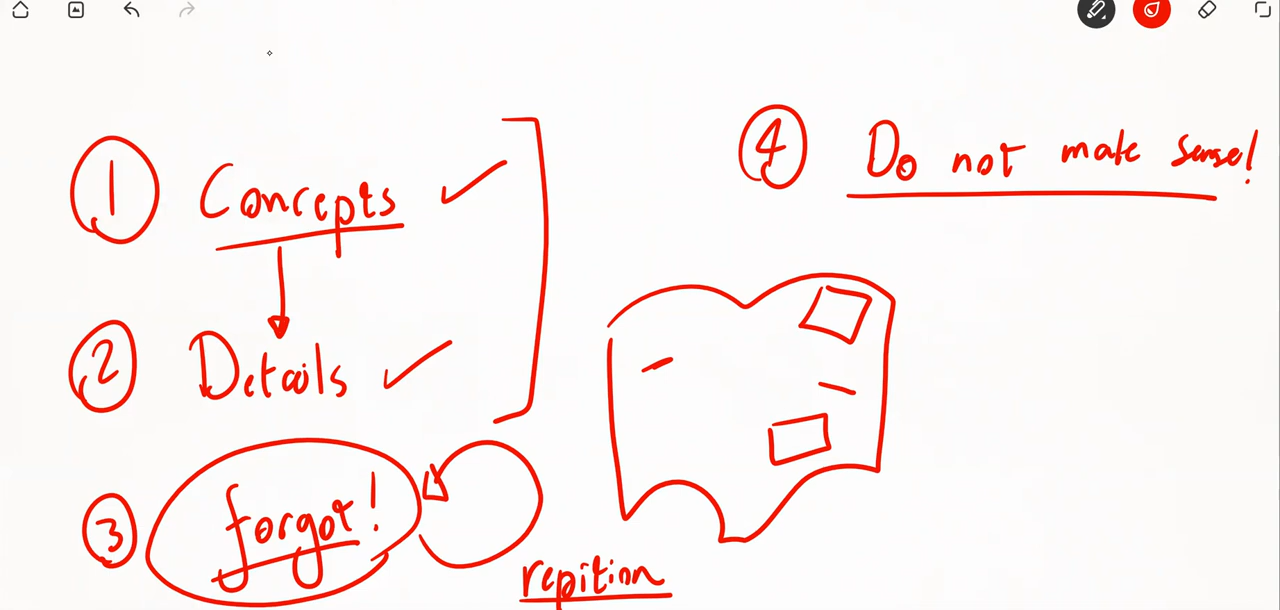 1 Concepts
2 Details
3 forgot!
repition
4 Do not make sense!